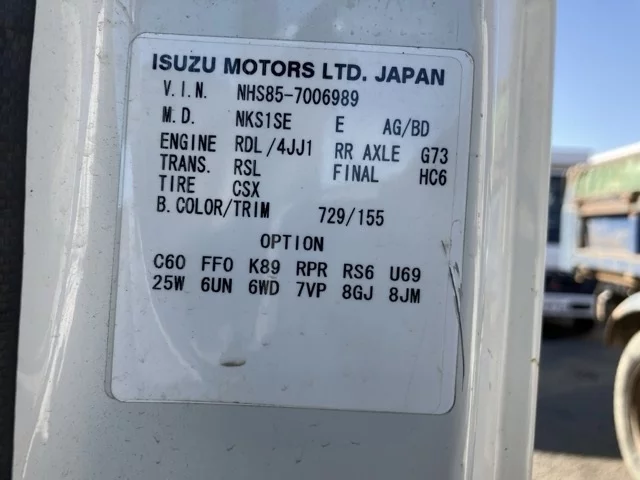 ISUZU MOTORS LTD. JAPAN
V.I.N. NHS85-7006989
M.D. NKS1SE E AG/BD
ENGINE RDL/4JJ1 RR AXLE G73
TRANS. RSL FINAL HC6
TIRE CSX
B.COLOR/TRIM 729/155
OPTION
C60 FF0 K89 RPR RS6 U69
25W 6UN 6WD 7VP 8GJ 8JM